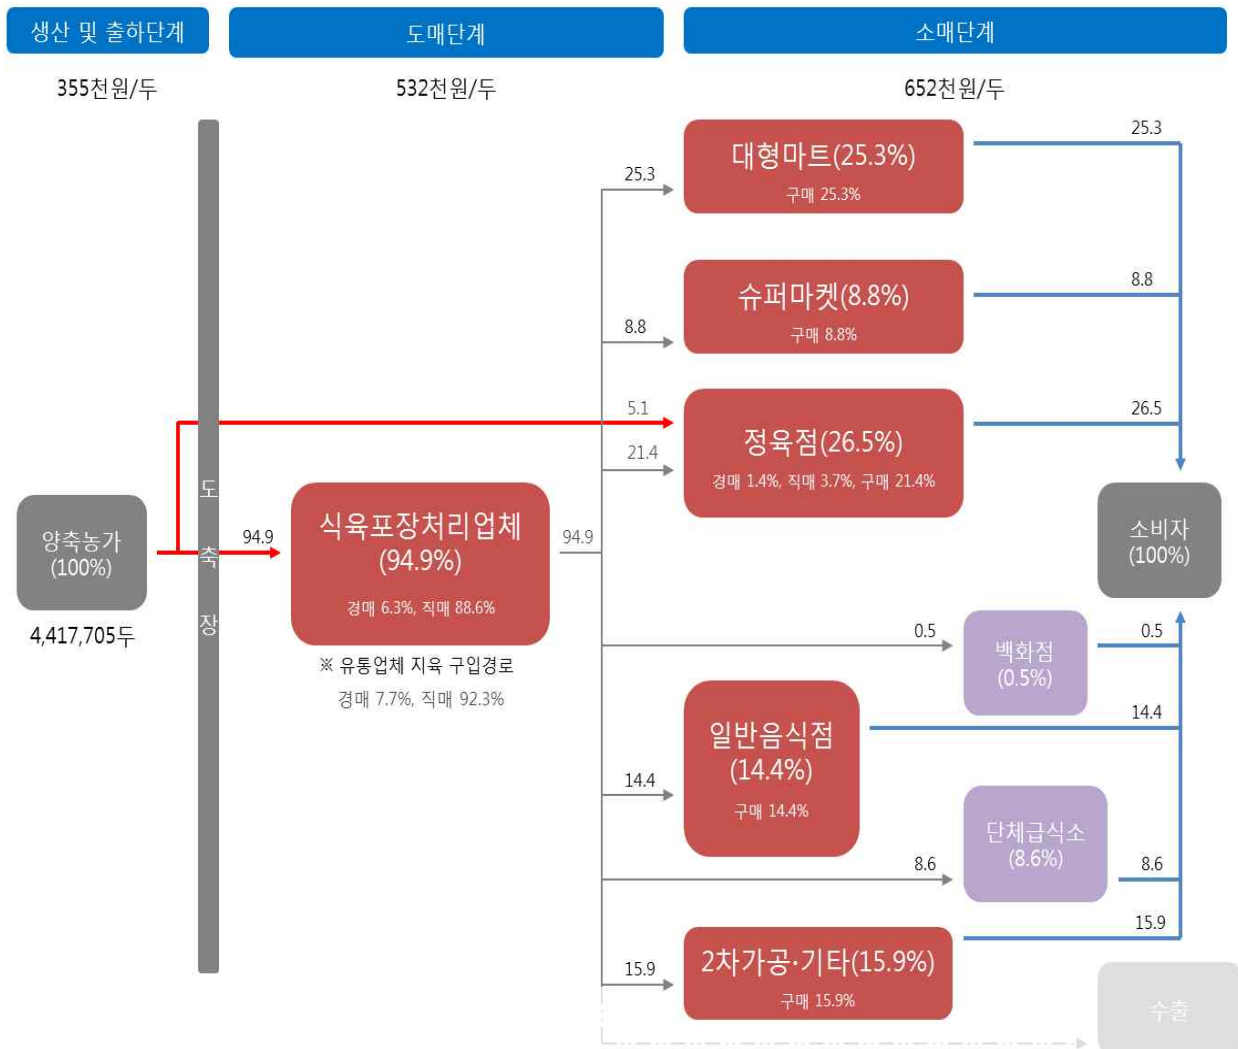 생산 및 출하단계
도매단계
소매단계
355천원/두
532천원/두
652천원/두
대형마트(25.3%)
구매 25.3%
25.3
25.3
슈퍼마켓(8.8%)
구매 8.8%
8.8
8.8
정육점(26.5%)
경매 1.4%, 직매 3.7%, 구매 21.4%
5.1
21.4
26.5
도축장
양축농가
(100%)
4,417,705두
94.9
식육포장처리업체
(94.9%)
경매 6.3%, 직매 88.6%
94.9
※ 유통업체 지육 구입경로
경매 7.7%, 직매 92.3%
소비자
(100%)
0.5
백화점
(0.5%)
0.5
일반음식점
(14.4%)
구매 14.4%
14.4
14.4
단체급식소
(8.6%)
8.6
8.6
2차가공·기타(15.9%)
구매 15.9%
15.9
15.9
수출